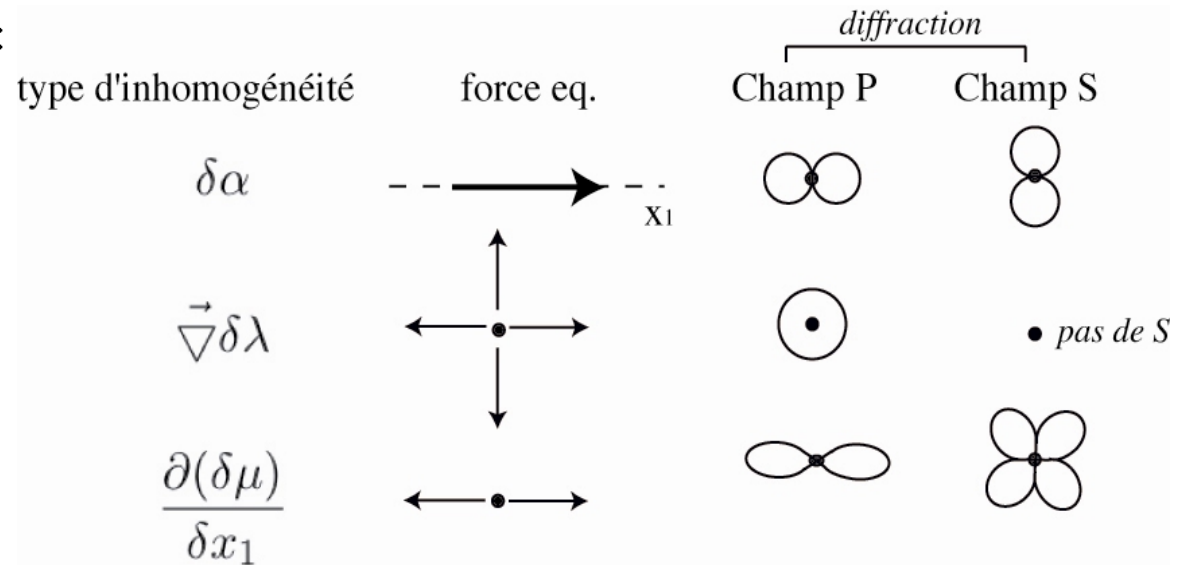 :
diffraction
type d'inhomogénéité force eq. Champ P Champ S
δα
x1
∇⃗δλ
pas de S
∂(δμ)
δx1